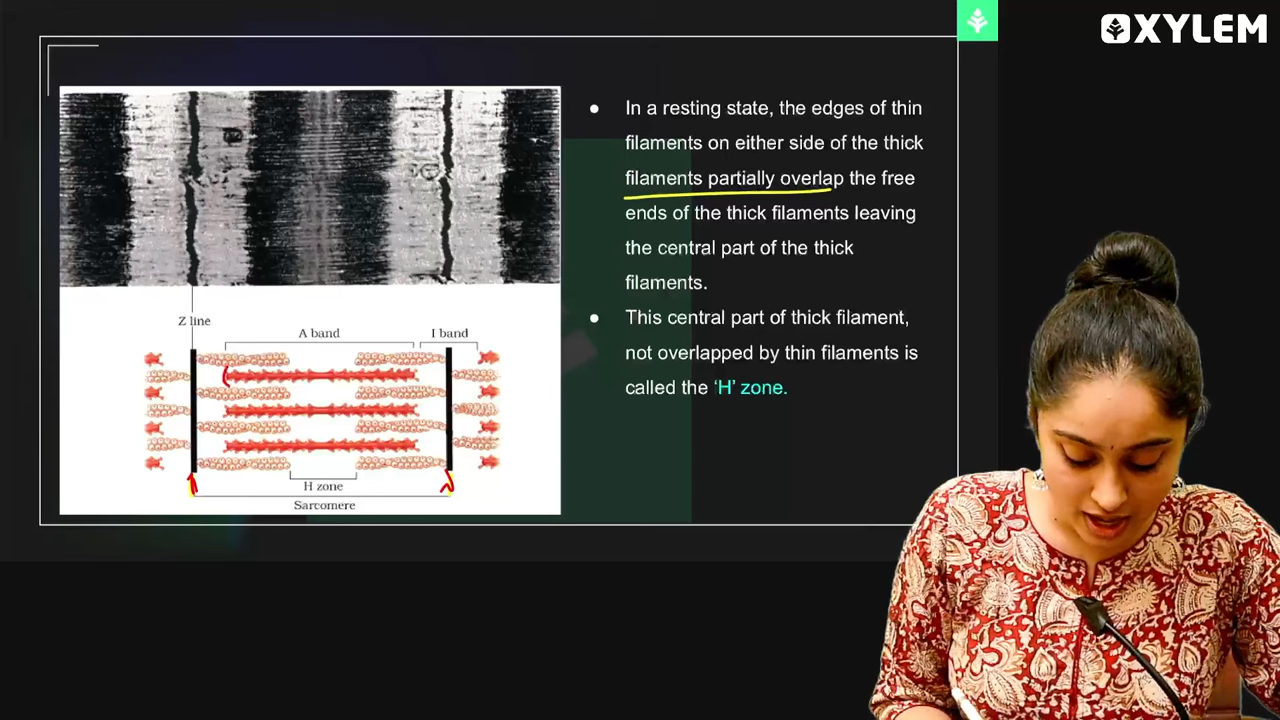 OXYLEM
● In a resting state, the edges of thin
filaments on either side of the thick
filaments partially overlap the free
ends of the thick filaments leaving
the central part of the thick
filaments.
● This central part of thick filament,
not overlapped by thin filaments is
called the ‘H’ zone.
Z line
A band
I band
H zone
Sarcomere